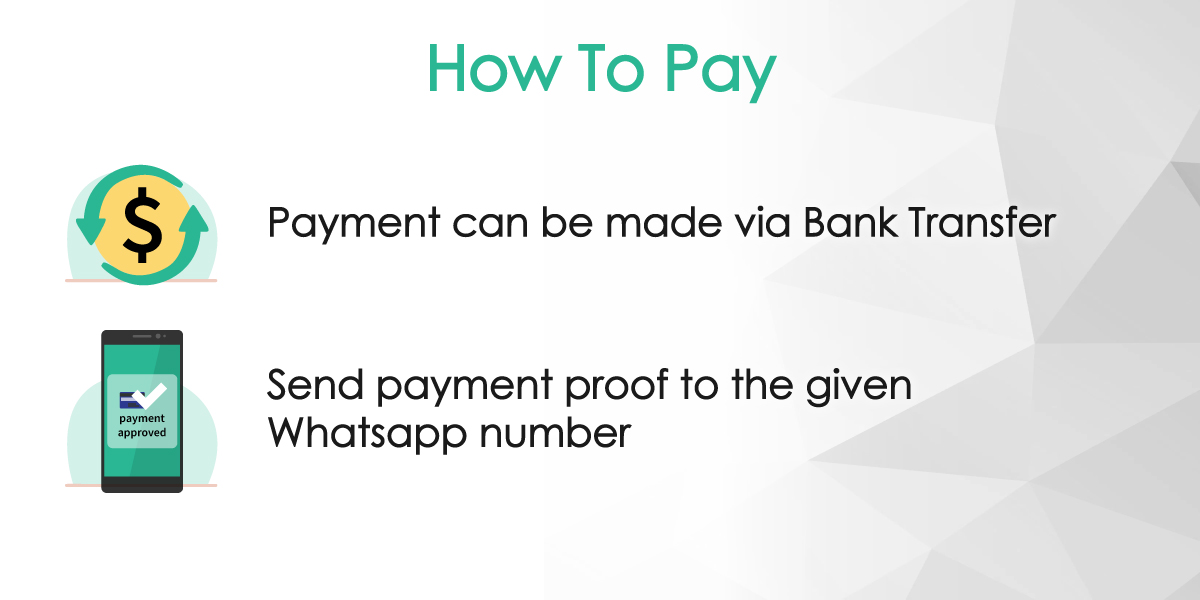 How To Pay
$
Payment can be made via Bank Transfer
payment
approved
Send payment proof to the given
Whatsapp number